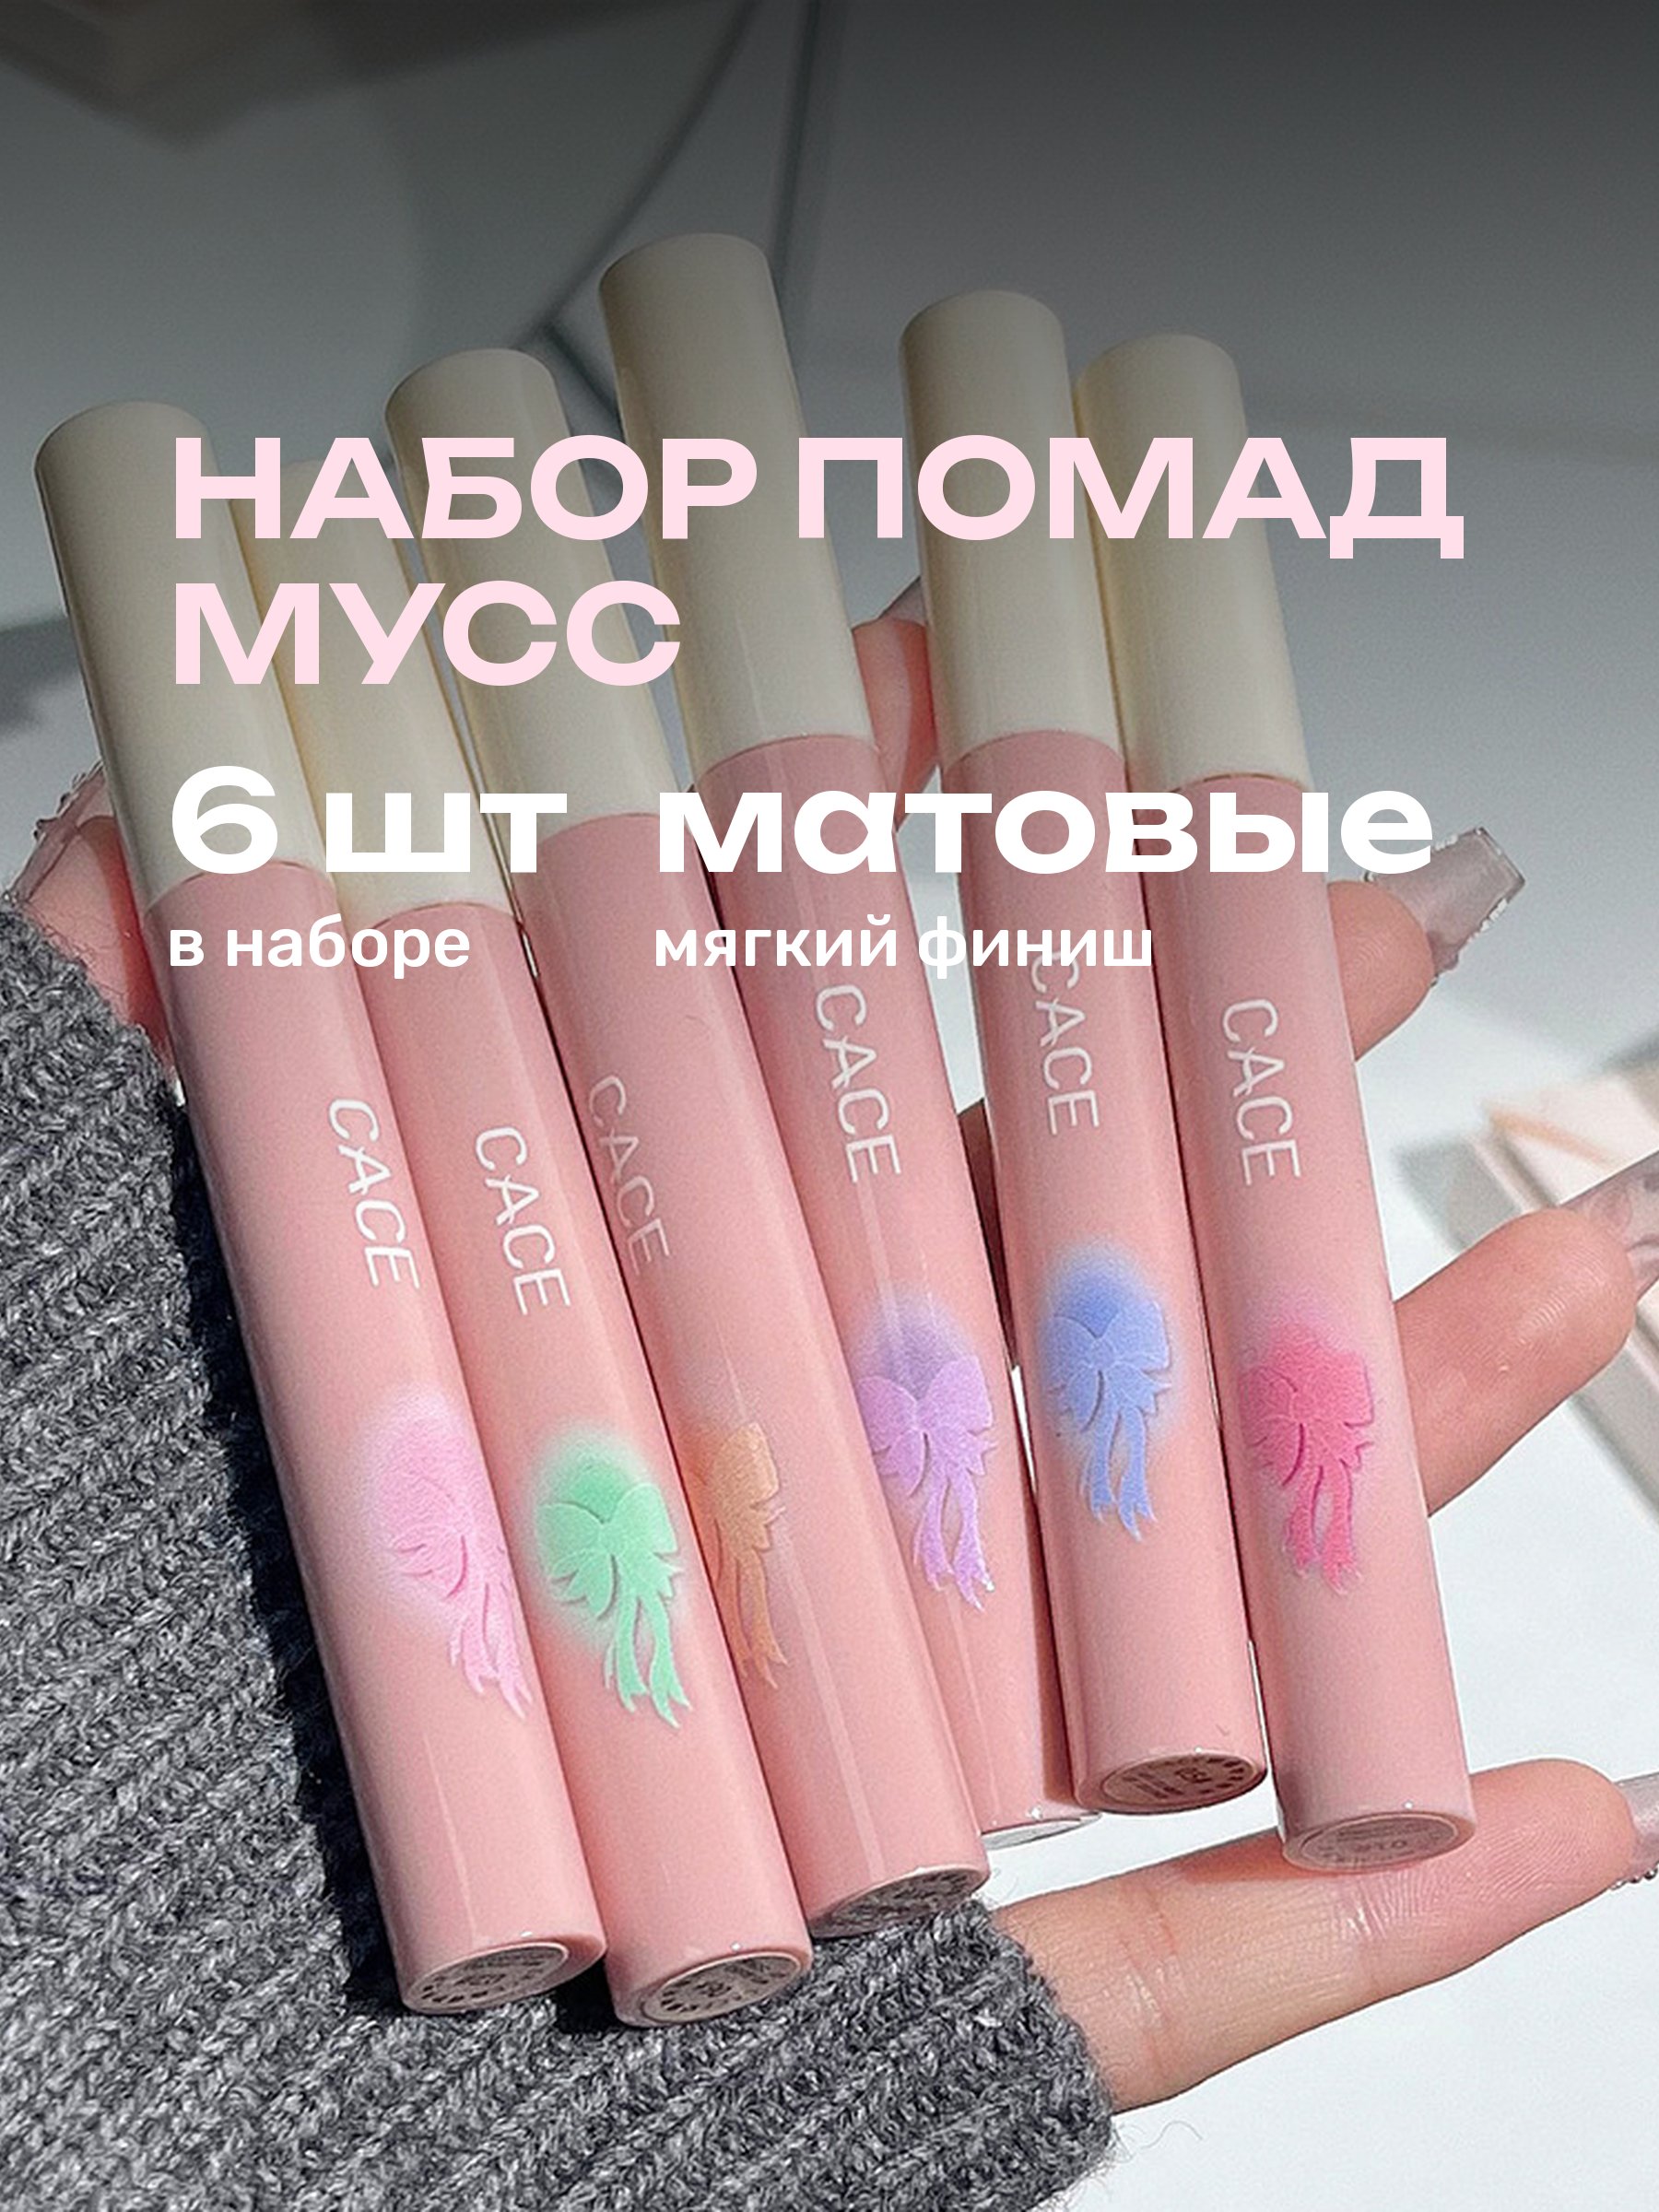 НАБОР ПОМАД
МУСС
6 шт матовые
в наборе мягкий финиш
CACE
CACE
CACE
CACE
CACE
CACE